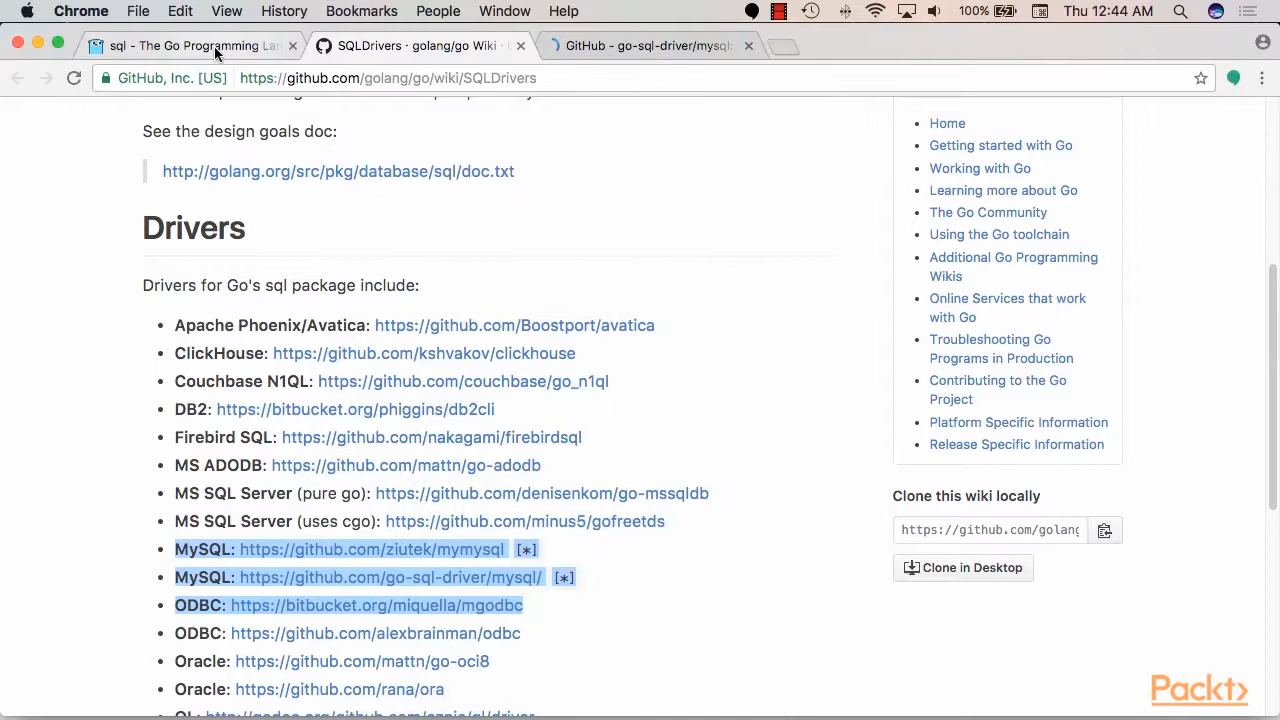 Chrome File Edit View History Bookmarks People Window Help 100% Thu 12:44 AM
sql - The Go Programming Lan
SQLDrivers · golang/go Wiki ·
GitHub - go-sql-driver/mysql:
GitHub, Inc. [US] https://github.com/golang/go/wiki/SQLDrivers
See the design goals doc:
http://golang.org/src/pkg/database/sql/doc.txt
Drivers
Drivers for Go's sql package include:
• Apache Phoenix/Avatica: https://github.com/Boostport/avatica
• ClickHouse: https://github.com/kshvakov/clickhouse
• Couchbase N1QL: https://github.com/couchbase/go_n1ql
• DB2: https://bitbucket.org/phiggins/db2cli
• Firebird SQL: https://github.com/nakagami/firebirdsql
• MS ADODB: https://github.com/mattn/go-adodb
• MS SQL Server (pure go): https://github.com/denisenkom/go-mssqldb
• MS SQL Server (uses cgo): https://github.com/minus5/gofreetds
• MySQL: https://github.com/ziutek/mymysql [*]
• MySQL: https://github.com/go-sql-driver/mysql/ [*]
• ODBC: https://bitbucket.org/miquella/mgodbc
• ODBC: https://github.com/alexbrainman/odbc
• Oracle: https://github.com/mattn/go-oci8
• Oracle: https://github.com/rana/ora
• Home
• Getting started with Go
• Working with Go
• Learning more about Go
• The Go Community
• Using the Go toolchain
• Additional Go Programming
Wikis
• Online Services that work
with Go
• Troubleshooting Go
Programs in Production
• Contributing to the Go
Project
• Platform Specific Information
• Release Specific Information
Clone this wiki locally
https://github.com/golang
Clone in Desktop
Packt